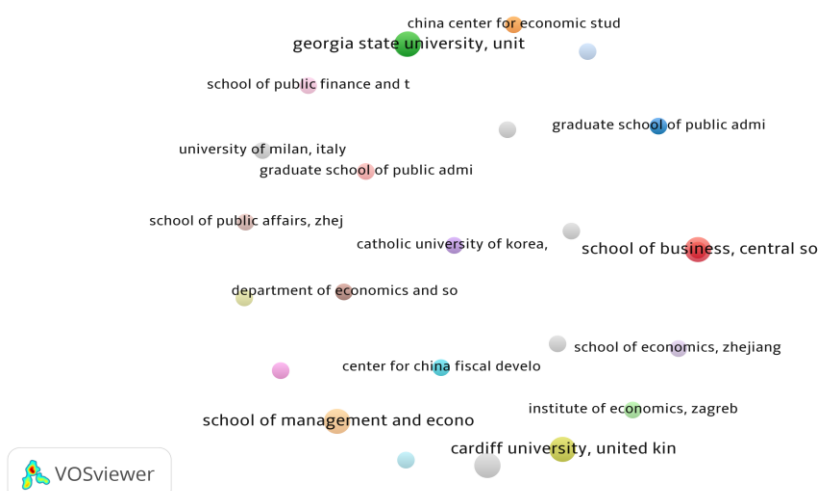 china center for economic stud
georgia state university, unit
school of public finance and t
graduate school of public admi
university of milan, italy
graduate school of public admi
school of public affairs, zhej
catholic university of korea,
school of business, central so
department of economics and so
school of economics, zhejiang
center for china fiscal develo
institute of economics, zagreb
school of management and econo
cardiff university, united kin
VOSviewer